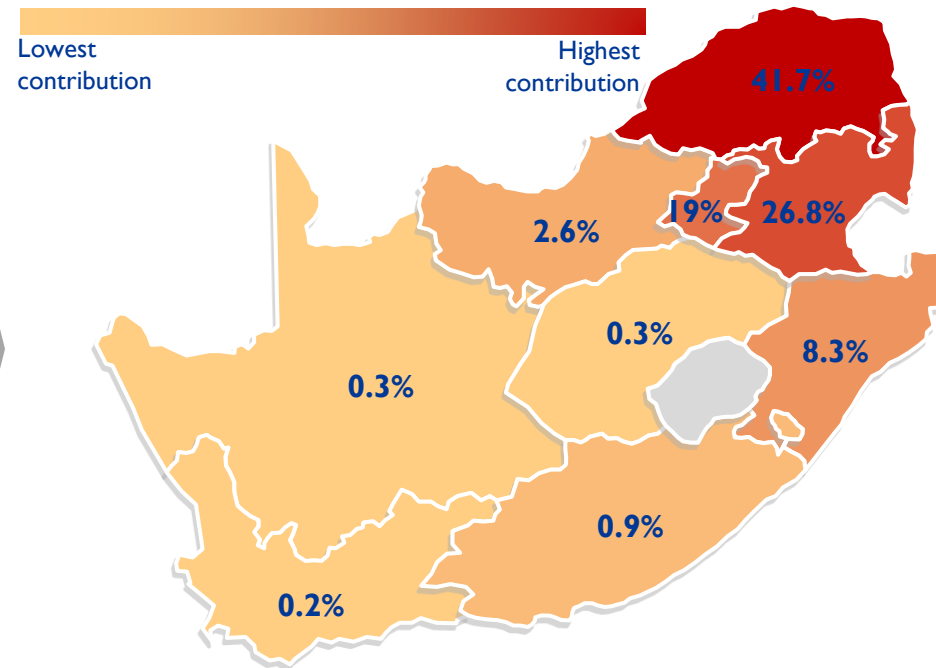 Lowest
contribution
Highest
contribution
41.7%
2.6%
19%
26.8%
0.3%
8.3%
0.3%
0.9%
0.2%